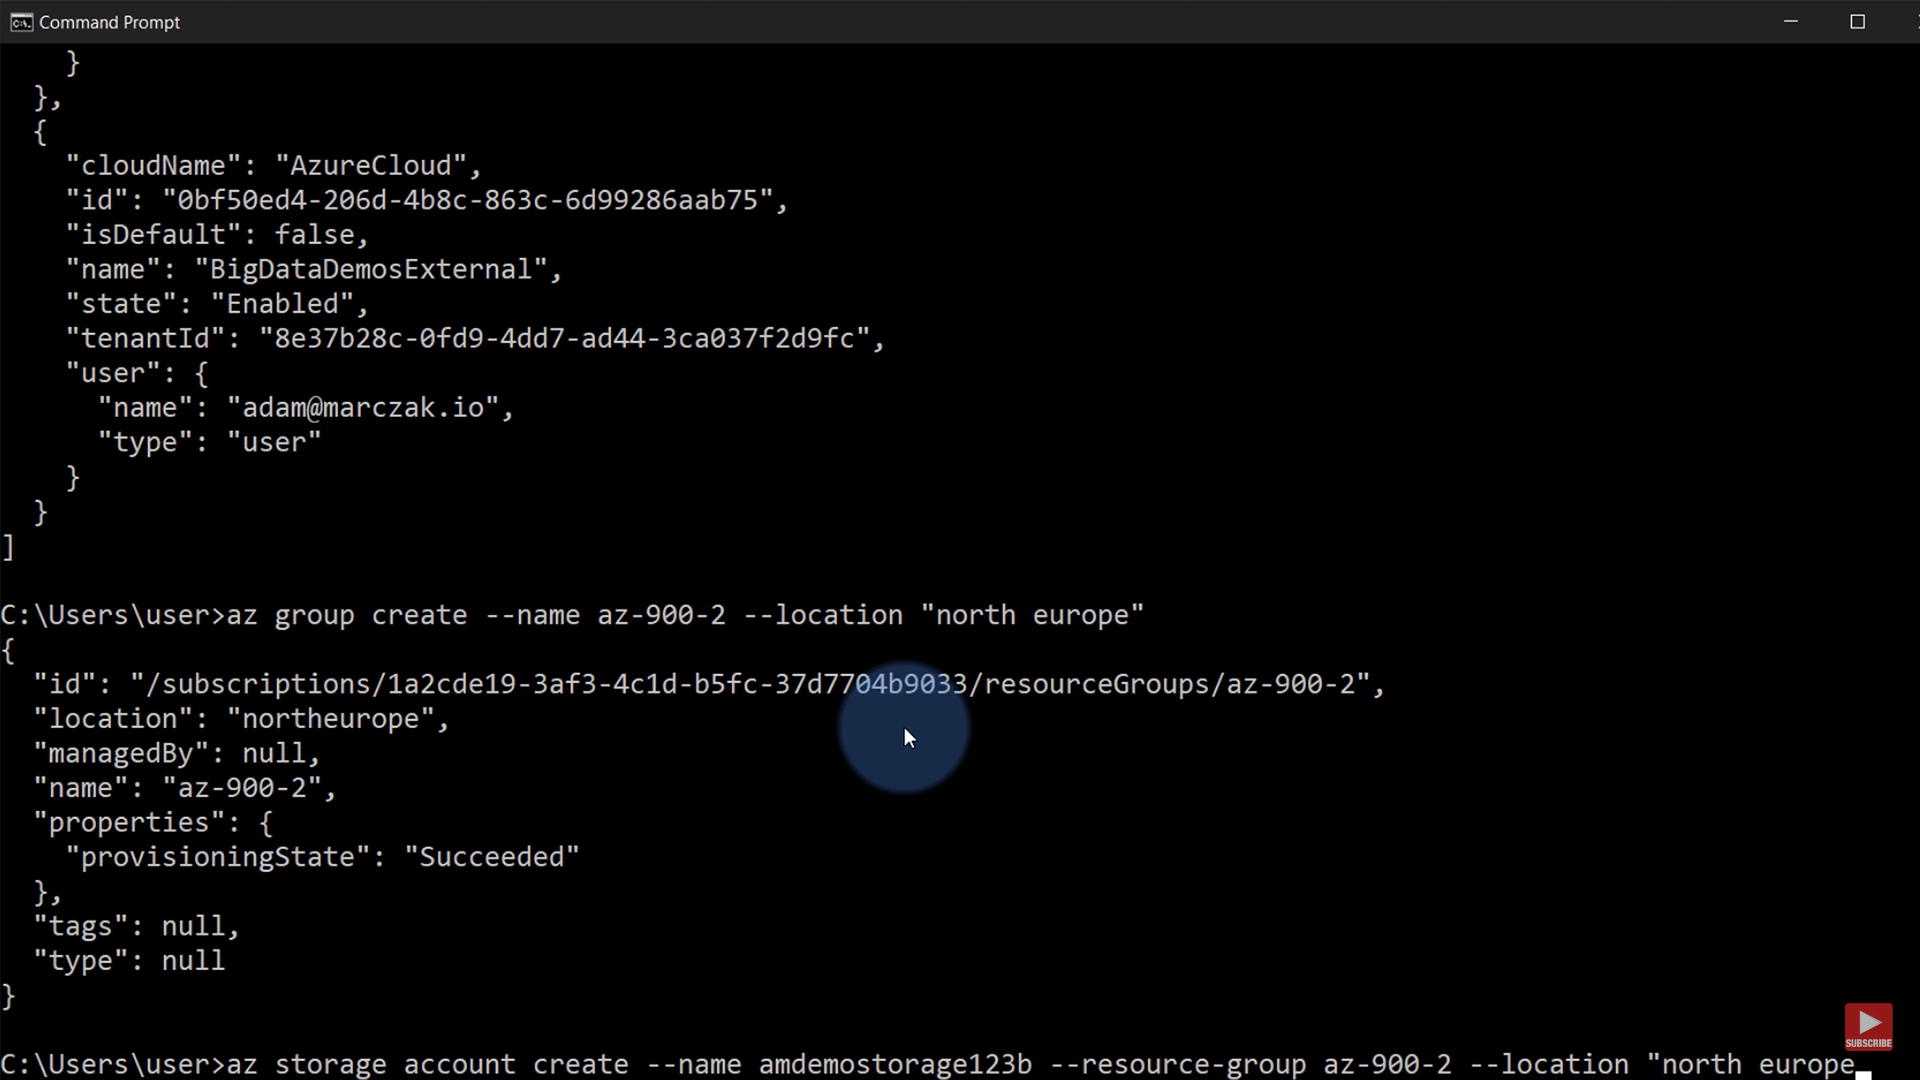 Command Prompt
}
},
{
"cloudName": "AzureCloud",
"id": "0bf50ed4-206d-4b8c-863c-6d99286aab75",
"isDefault": false,
"name": "BigDataDemosExternal",
"state": "Enabled",
"tenantId": "8e37b28c-0fd9-4dd7-ad44-3ca037f2d9fc",
"user": {
"name": "adam@marczak.io",
"type": "user"
}
}
]
C:\Users\user>az group create --name az-900-2 --location "north europe"
{
"id": "/subscriptions/1a2cde19-3af3-4c1d-b5fc-37d7704b9033/resourceGroups/az-900-2",
"location": "northeurope",
"managedBy": null,
"name": "az-900-2",
"properties": {
"provisioningState": "Succeeded"
},
"tags": null,
"type": null
}
SUBSCRIBE
C:\Users\user>az storage account create --name amdemostorage123b --resource-group az-900-2 --location "north europe